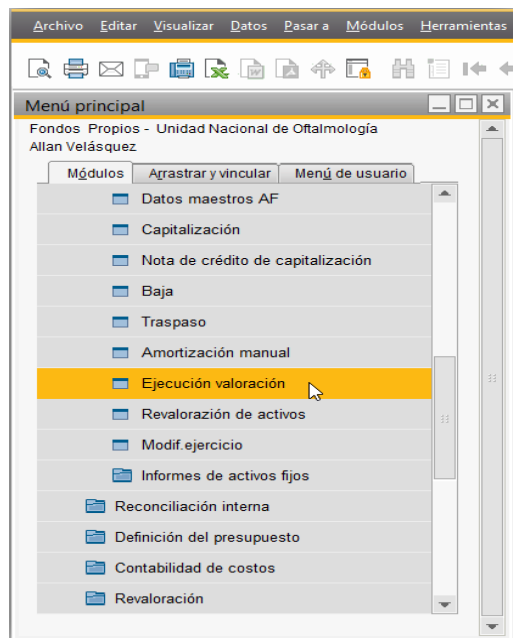 Archivo Editar Visualizar Datos Pasar a Módulos Herramientas
Menú principal
Fondos Propios - Unidad Nacional de Oftalmología
Allan Velásquez
Módulos Arrastrar y vincular Menú de usuario
Datos maestros AF
Capitalización
Nota de crédito de capitalización
Baja
Traspaso
Amortización manual
Ejecución valoración
Revalorazión de activos
Modif.ejercicio
Informes de activos fijos
Reconciliación interna
Definición del presupuesto
Contabilidad de costos
Revaloración